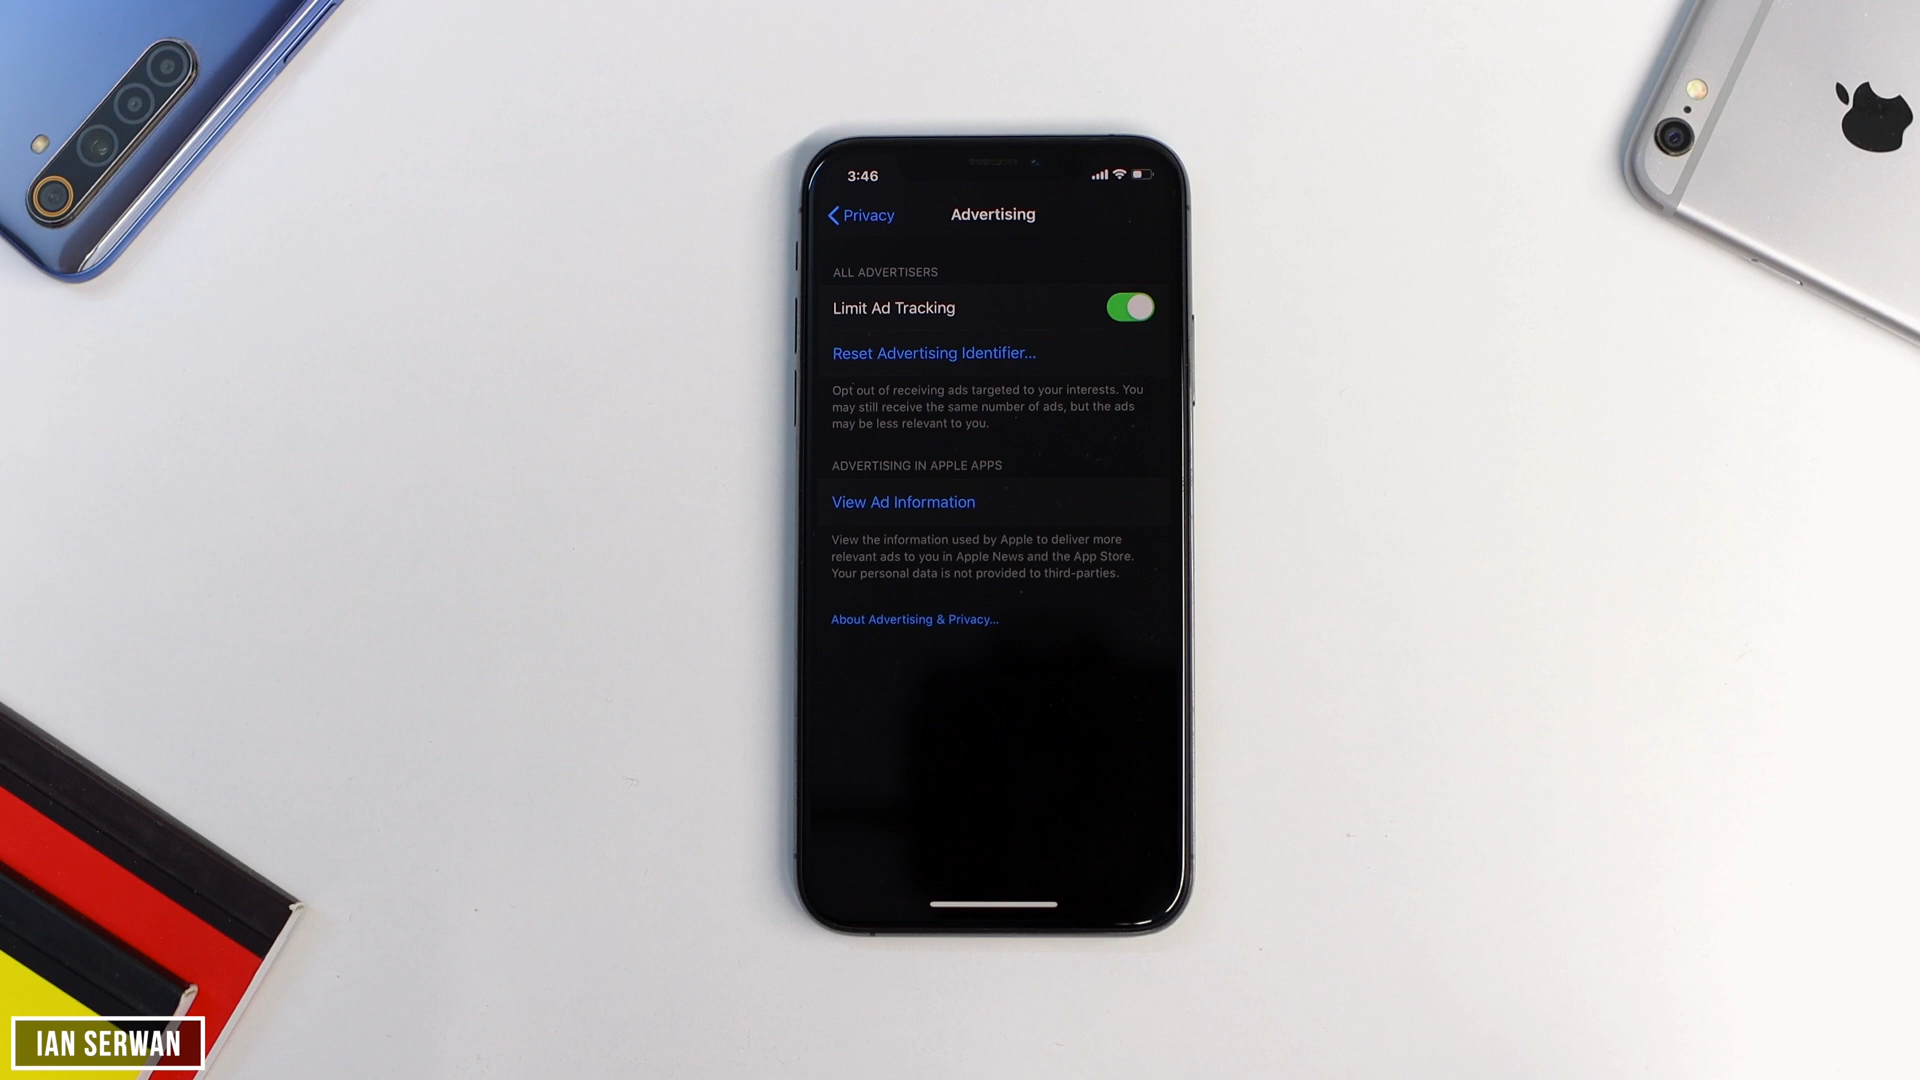 3:46
Privacy
Advertising
ALL ADVERTISERS
Limit Ad Tracking
Reset Advertising Identifier...
Opt out of receiving ads targeted to your interests. You
may still receive the same number of ads, but the ads
may be less relevant to you.
ADVERTISING IN APPLE APPS
View Ad Information
View the information used by Apple to deliver more
relevant ads to you in Apple News and the App Store.
Your personal data is not provided to third-parties.
About Advertising & Privacy...
IAN SERWAN